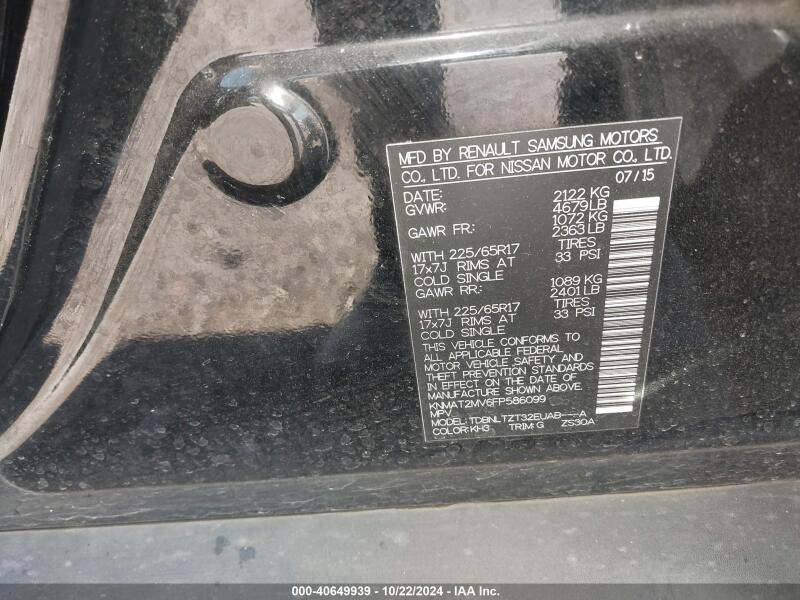 MFD BY RENAULT SAMSUNG MOTORS
CO., LTD. FOR NISSAN MOTOR CO., LTD.
07/15
DATE:
GVWR: 2122 KG
4679 LB
GAWR FR: 1072 KG
2363 LB
WITH 225/65R17 TIRES
17x7J RIMS AT 33 PSI
COLD SINGLE
GAWR RR: 1089 KG
2401 LB
WITH 225/65R17 TIRES
17x7J RIMS AT 33 PSI
COLD SINGLE
THIS VEHICLE CONFORMS TO
ALL APPLICABLE FEDERAL
MOTOR VEHICLE SAFETY AND
THEFT PREVENTION STANDARDS
IN EFFECT ON THE DATE OF
MANUFACTURE SHOWN ABOVE.
KNMAT2MV6FP586099
MPV
MODEL: TDBNLTZT32EUAB---A
COLOR:KH3 TRIM:G ZS30A
000-40649939 - 10/22/2024 - IAA Inc.